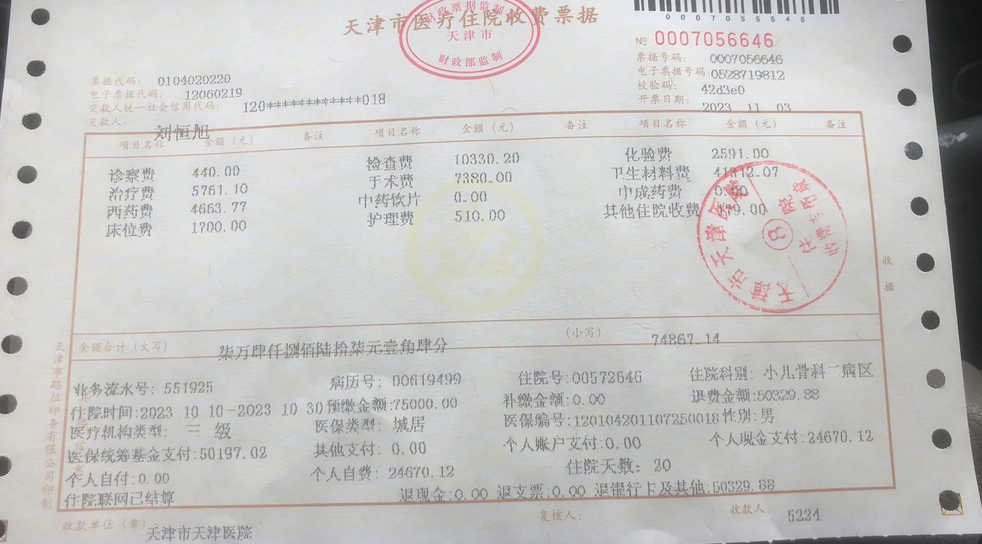 天津市医疗住院收费票据
财政票据监制
天津市
财政部监制
0007055545
№ 0007056646
票据代码: 0104020220
票据号码: 0007056646
电子票据代码: 12060219
电子票据号码:0528719812
交款人统一社会信用代码: 120************018
校验码: 42d3e0
交款人: 刘恒旭
开票日期: 2023 11 03
项目名称 金额(元) 备注 项目名称 金额(元) 备注 项目名称 金额(元) 备注
诊察费 440.00 检查费 10330.20 化验费 2591.00
治疗费 5761.10 手术费 7380.00 卫生材料费 41312.07
西药费 4663.77 中药饮片 0.00 中成药费 0.00
床位费 1700.00 护理费 510.00 其他住院收费 179.00
收据
金额合计(大写) 柒万肆仟捌佰陆拾柒元壹角肆分 (小写) 74867.14
业务流水号: 551925 病历号: 00619499 住院号:00572646 住院科别: 小儿骨科二病区
住院时间:2023 10 10-2023 10 30 预缴金额:75000.00 补缴金额:0.00 退费金额:50329.88
医疗机构类型: 三 级 医保类型: 城居 医保编号:120104201107250018 性别:男
医保统筹基金支付:50197.02 其他支付: 0.00 个人账户支付:0.00 个人现金支付:24670.12
个人自付:0.00 个人自费: 24670.12 住院天数: 20
住院联网已结算 退现金:0.00 退支票:0.00 退银行卡及其他:50329.88
收款单位(章) 天津市天津医院 复核人: 收款人: 5224